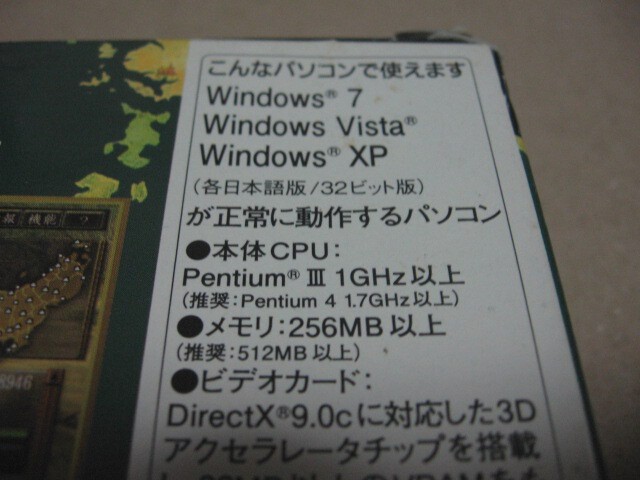 こんなパソコンで使えます
Windows® 7
Windows Vista®
Windows® XP
(各日本語版/32ビット版)
が正常に動作するパソコン
●本体CPU:
Pentium® III 1GHz以上
(推奨:Pentium 4 1.7GHz以上)
●メモリ:256MB以上
(推奨:512MB以上)
●ビデオカード:
DirectX®9.0cに対応した3D
アクセラレータチップを搭載
機能
8946